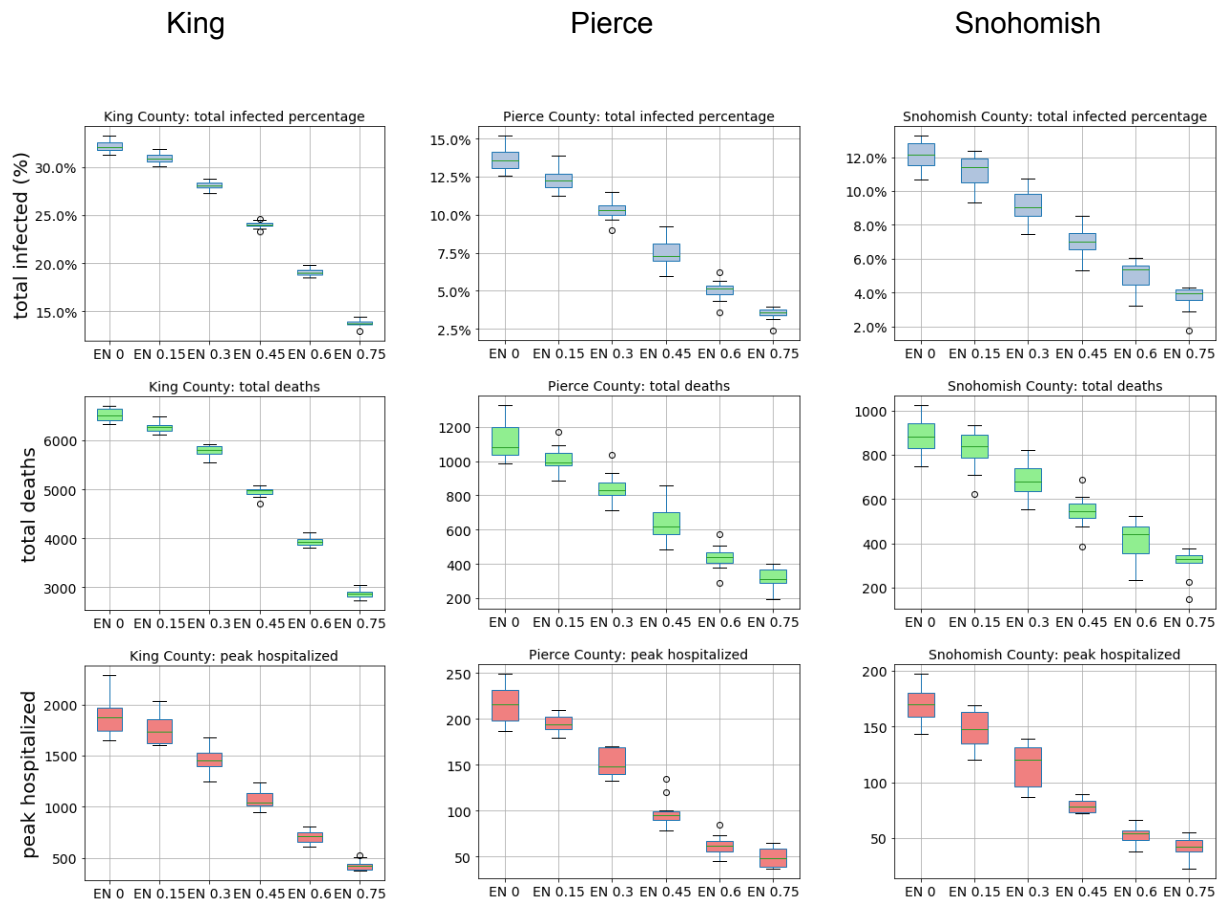 King Pierce Snohomish
King County: total infected percentage
total infected (%)
30.0%
25.0%
20.0%
15.0%
EN 0 EN 0.15 EN 0.3 EN 0.45 EN 0.6 EN 0.75
Pierce County: total infected percentage
15.0%
12.5%
10.0%
7.5%
5.0%
2.5%
EN 0 EN 0.15 EN 0.3 EN 0.45 EN 0.6 EN 0.75
Snohomish County: total infected percentage
12.0%
10.0%
8.0%
6.0%
4.0%
2.0%
EN 0 EN 0.15 EN 0.3 EN 0.45 EN 0.6 EN 0.75
King County: total deaths
total deaths
6000
5000
4000
3000
EN 0 EN 0.15 EN 0.3 EN 0.45 EN 0.6 EN 0.75
Pierce County: total deaths
1200
1000
800
600
400
200
EN 0 EN 0.15 EN 0.3 EN 0.45 EN 0.6 EN 0.75
Snohomish County: total deaths
1000
800
600
400
200
EN 0 EN 0.15 EN 0.3 EN 0.45 EN 0.6 EN 0.75
King County: peak hospitalized
peak hospitalized
2000
1500
1000
500
EN 0 EN 0.15 EN 0.3 EN 0.45 EN 0.6 EN 0.75
Pierce County: peak hospitalized
250
200
150
100
50
EN 0 EN 0.15 EN 0.3 EN 0.45 EN 0.6 EN 0.75
Snohomish County: peak hospitalized
200
150
100
50
EN 0 EN 0.15 EN 0.3 EN 0.45 EN 0.6 EN 0.75